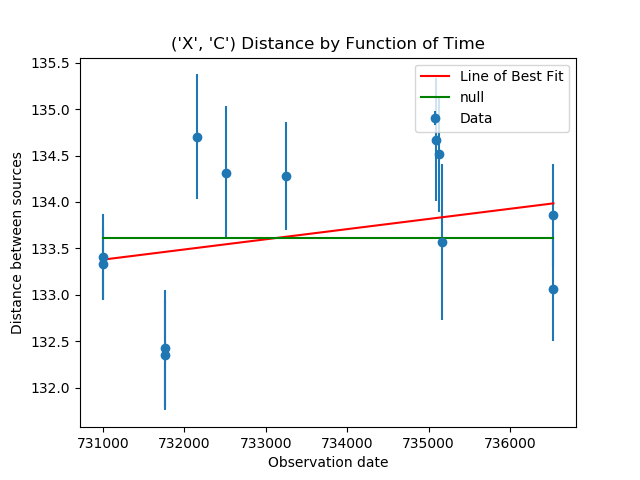 ('X', 'C') Distance by Function of Time
135.5
135.0
134.5
134.0
133.5
133.0
132.5
132.0
Distance between sources
Line of Best Fit
null
Data
731000 732000 733000 734000 735000 736000
Observation date